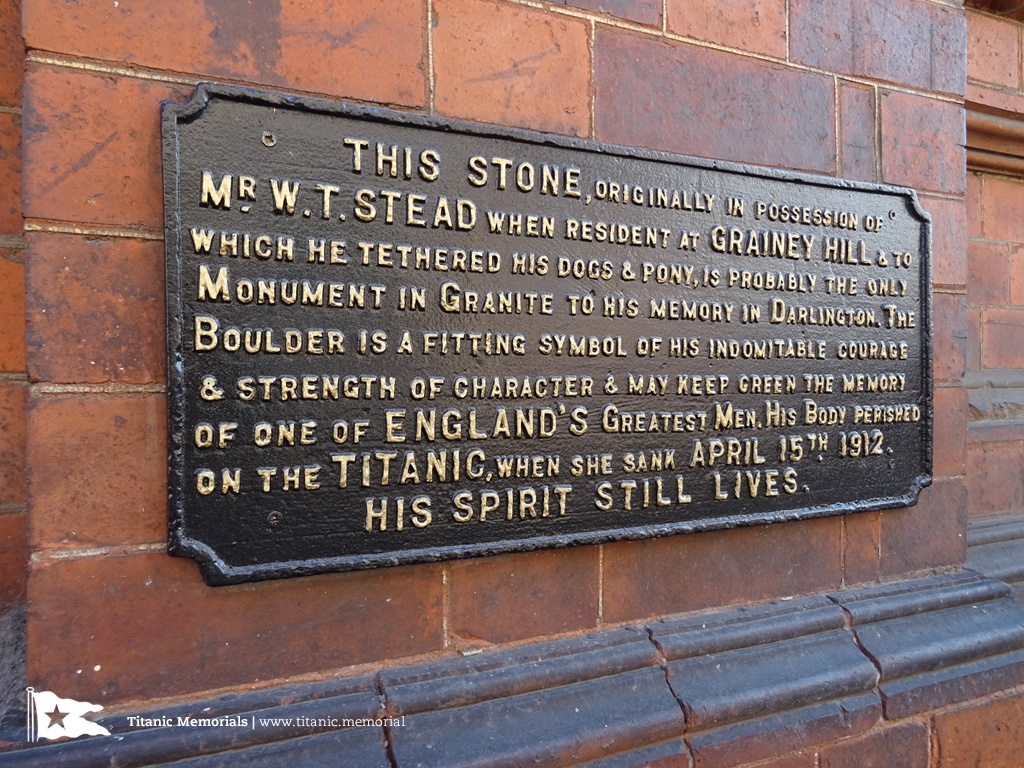 THIS STONE, ORIGINALLY IN POSSESSION OF
MR. W.T. STEAD WHEN RESIDENT AT GRAINEY HILL & TO
WHICH HE TETHERED HIS DOGS & PONY, IS PROBABLY THE ONLY
MONUMENT IN GRANITE TO HIS MEMORY IN DARLINGTON. THE
BOULDER IS A FITTING SYMBOL OF HIS INDOMITABLE COURAGE
& STRENGTH OF CHARACTER & MAY KEEP GREEN THE MEMORY
OF ONE OF ENGLAND'S GREATEST MEN. HIS BODY PERISHED
ON THE TITANIC, WHEN SHE SANK APRIL 15TH 1912.
HIS SPIRIT STILL LIVES.
Titanic Memorials | www.titanic.memorial